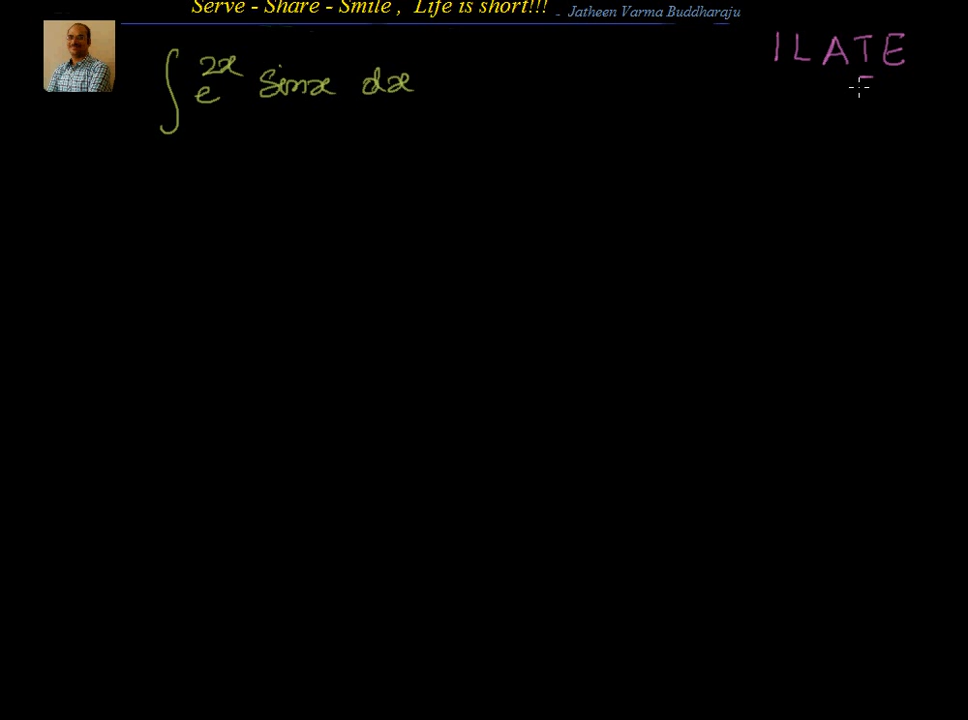 Serve - Share - Smile , Life is short!!! - Jatheen Varma Buddharaju
ILATE
∫ e^{2x} sinx dx